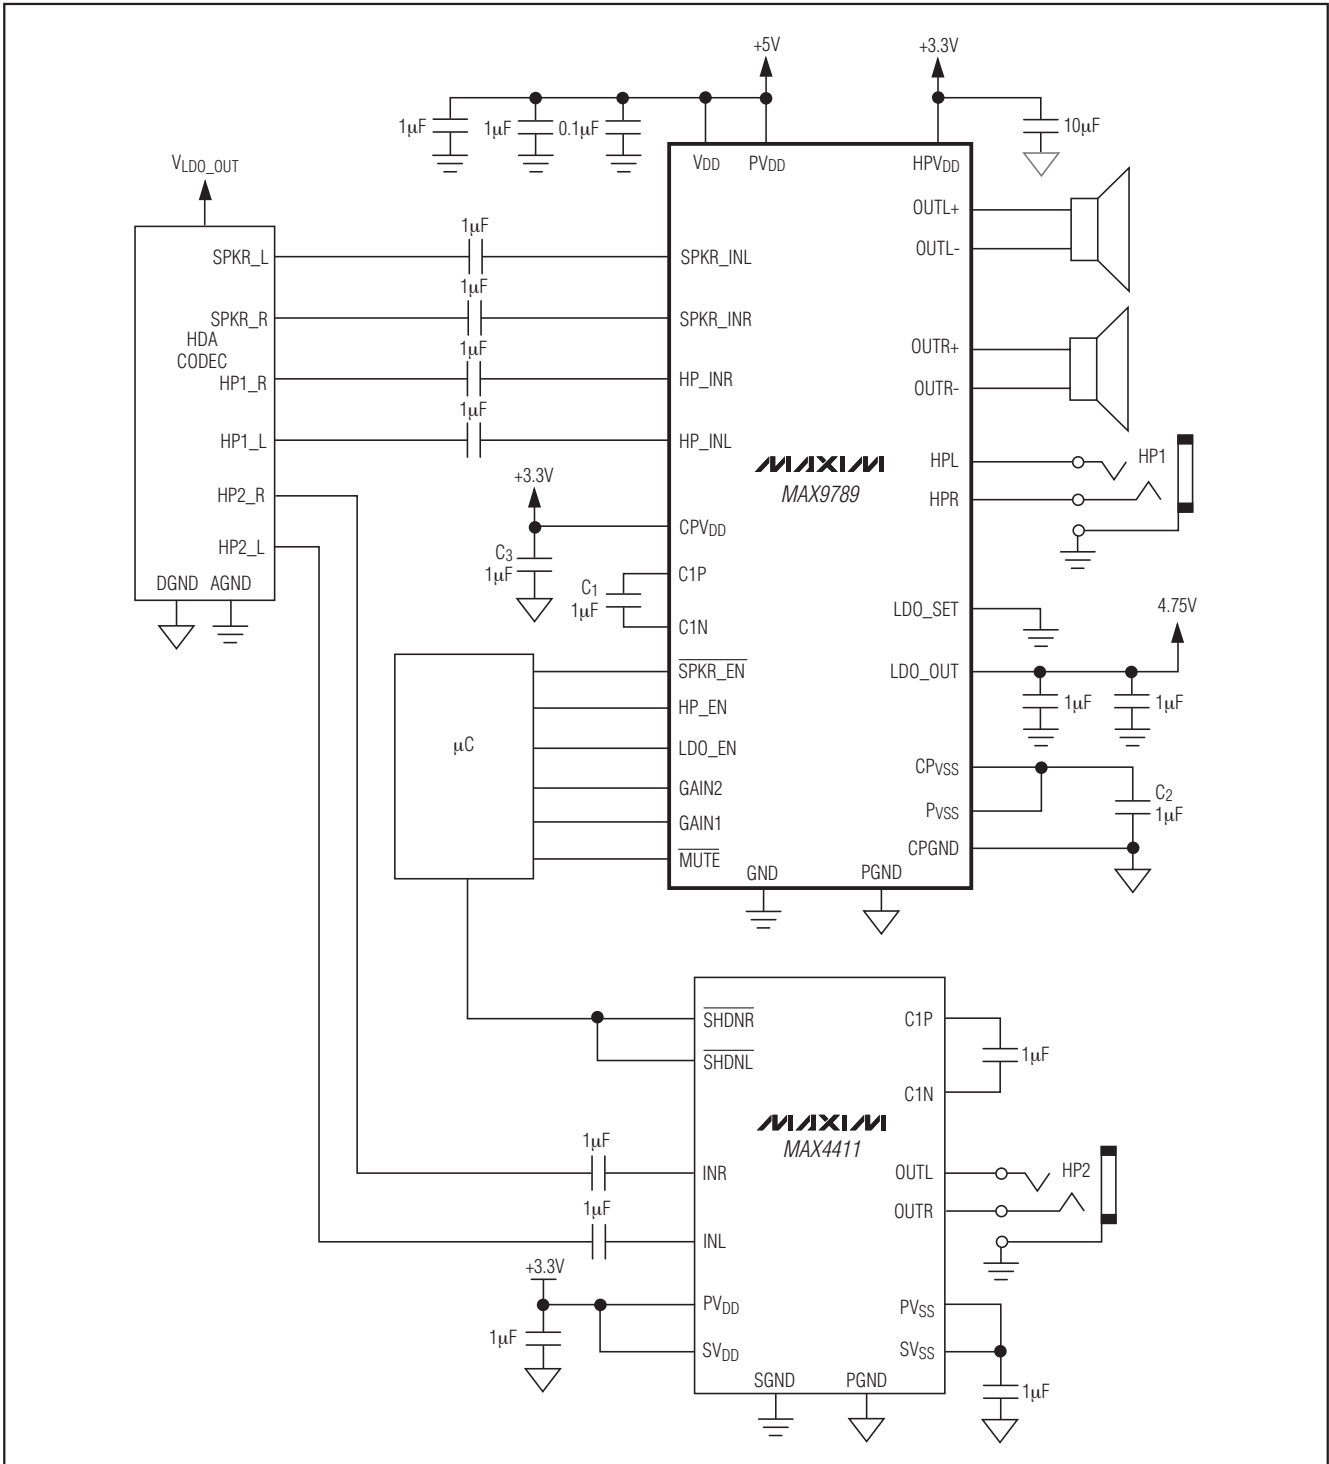 +5V
+3.3V
1µF
1µF
0.1µF
10µF
VDD
PVDD
HPVDD
VLDO_OUT
OUTL+
1µF
OUTL-
SPKR_L
SPKR_INL
1µF
SPKR_R
SPKR_INR
HDA
CODEC
1µF
OUTR+
HP1_R
HP_INR
OUTR-
1µF
HP1_L
HP_INL
MAXIM
MAX9789
HPL
HP1
HPR
+3.3V
HP2_R
CPVDD
HP2_L
C3
1µF
C1P
C1
1µF
C1N
DGND
AGND
LDO_SET
4.75V
SPKR_EN
LDO_OUT
1µF
1µF
HP_EN
µC
LDO_EN
CPVSS
GAIN2
C2
1µF
PVSS
GAIN1
CPGND
MUTE
GND
PGND
SHDNR
C1P
1µF
SHDNL
C1N
MAXIM
MAX4411
1µF
INR
OUTL
HP2
1µF
OUTR
INL
+3.3V
PVDD
PVSS
1µF
SVDD
SVSS
SGND
PGND
1µF